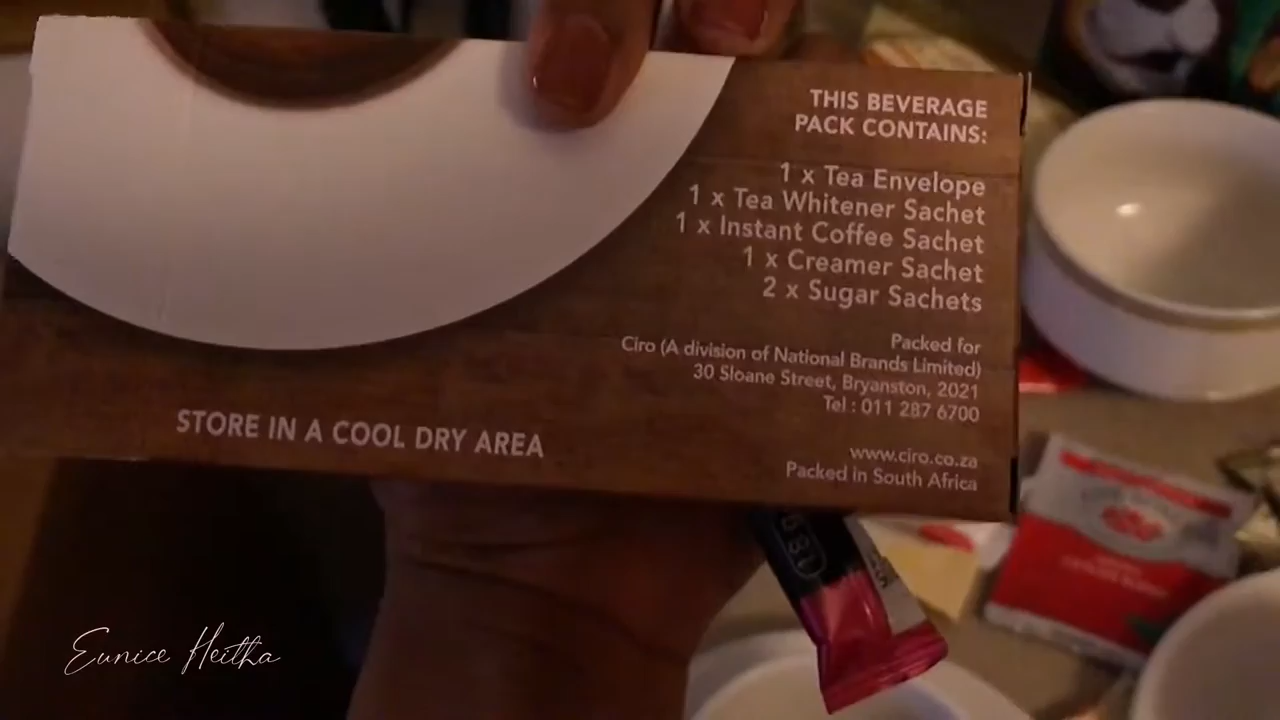 THIS BEVERAGE
PACK CONTAINS:
1 x Tea Envelope
1 x Tea Whitener Sachet
1 x Instant Coffee Sachet
1 x Creamer Sachet
2 x Sugar Sachets
Packed for
Ciro (A division of National Brands Limited)
30 Sloane Street, Bryanston, 2021
Tel : 011 287 6700
www.ciro.co.za
Packed in South Africa
STORE IN A COOL DRY AREA
Eunice Heitha